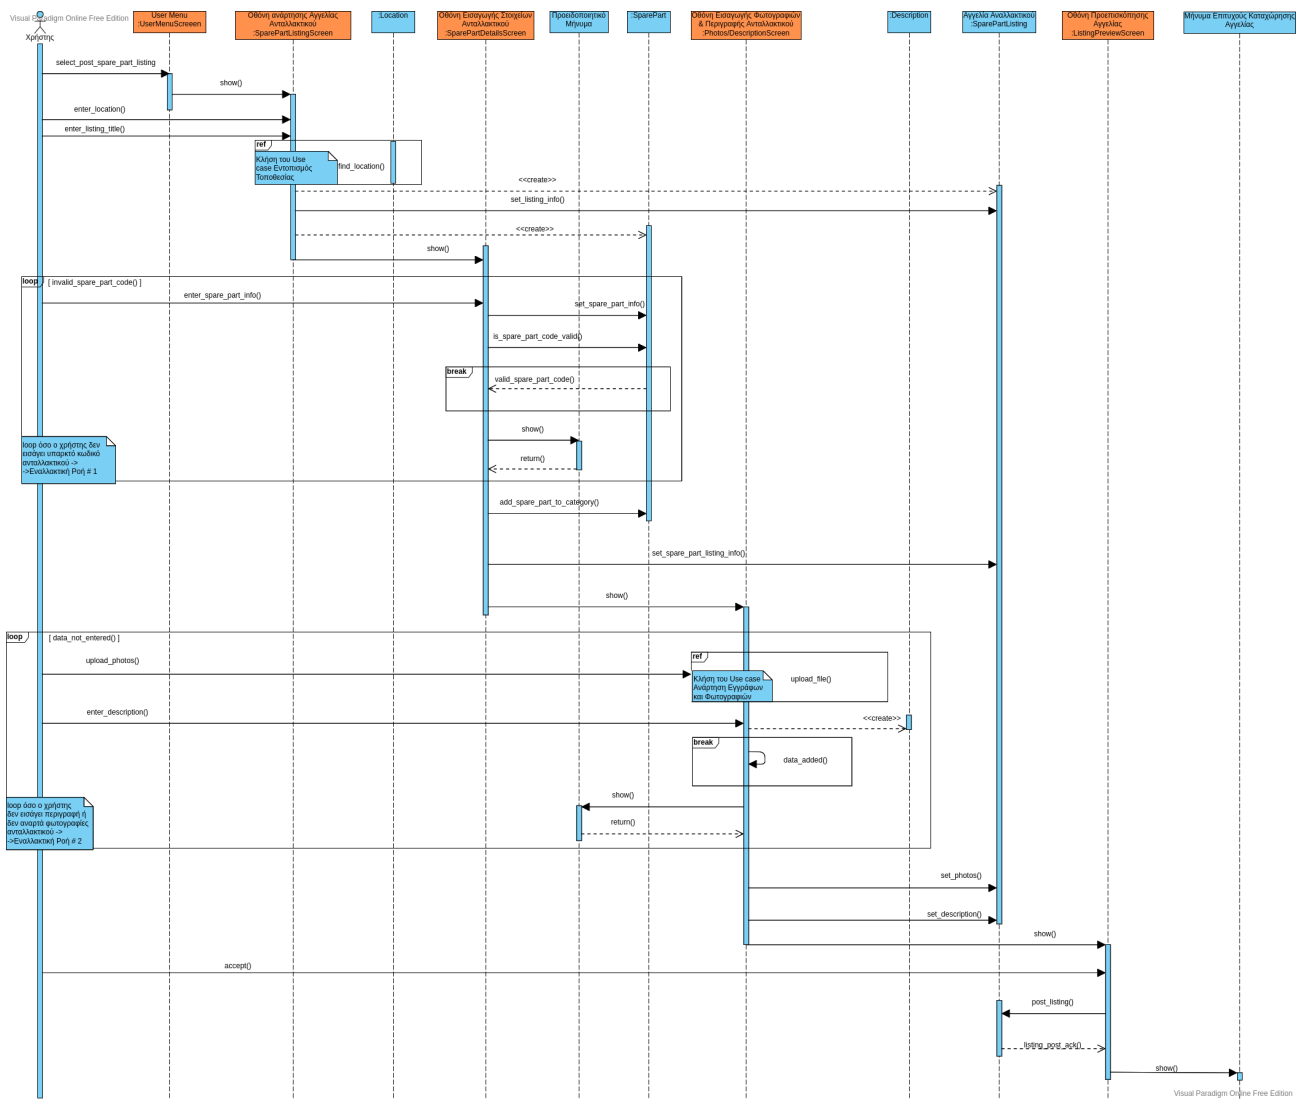 Visual Paradigm Online Free Edition
Χρήστης
User Menu
:UserMenuScreeen
Οθόνη ανάρτησης Αγγελίας
Ανταλλακτικού
:SparePartListingScreen
:Location
Οθόνη Εισαγωγής Στοιχείων
Ανταλλακτικού
:SparePartDetailsScreen
Προειδοποιητικό
Μήνυμα
:SparePart
Οθόνη Εισαγωγής Φωτογραφιών
& Περιγραφής Ανταλλακτικού
:Photos/DescriptionScreen
:Description
Αγγελία Αναλλακτικού
:SparePartListing
Οθόνη Προεπισκόπησης
Αγγελίας
:ListingPreviewScreen
Μήνυμα Επιτυχούς Καταχώρησης
Αγγελίας
select_post_spare_part_listing
show()
enter_location()
enter_listing_title()
ref
Κλήση του Use
case Εντοπισμός
Τοποθεσίας
find_location()
<<create>>
set_listing_info()
<<create>>
show()
loop
[ invalid_spare_part_code() ]
enter_spare_part_info()
set_spare_part_info()
is_spare_part_code_valid()
break
valid_spare_part_code()
show()
return()
loop όσο ο χρήστης δεν
εισάγει υπαρκτό κωδικό
ανταλλακτικού ->
->Εναλλακτική Ροή # 1
add_spare_part_to_category()
set_spare_part_listing_info()
show()
loop
[ data_not_entered() ]
upload_photos()
ref
Κλήση του Use case
Ανάρτηση Εγγράφων
και Φωτογραφιών
upload_file()
enter_description()
<<create>>
break
data_added()
show()
return()
loop όσο ο χρήστης
δεν εισάγει περιγραφή ή
δεν αναρτά φωτογραφίες
ανταλλακτικού ->
->Εναλλακτική Ροή # 2
set_photos()
set_description()
show()
accept()
post_listing()
listing_post_ack()
show()
Visual Paradigm Online Free Edition